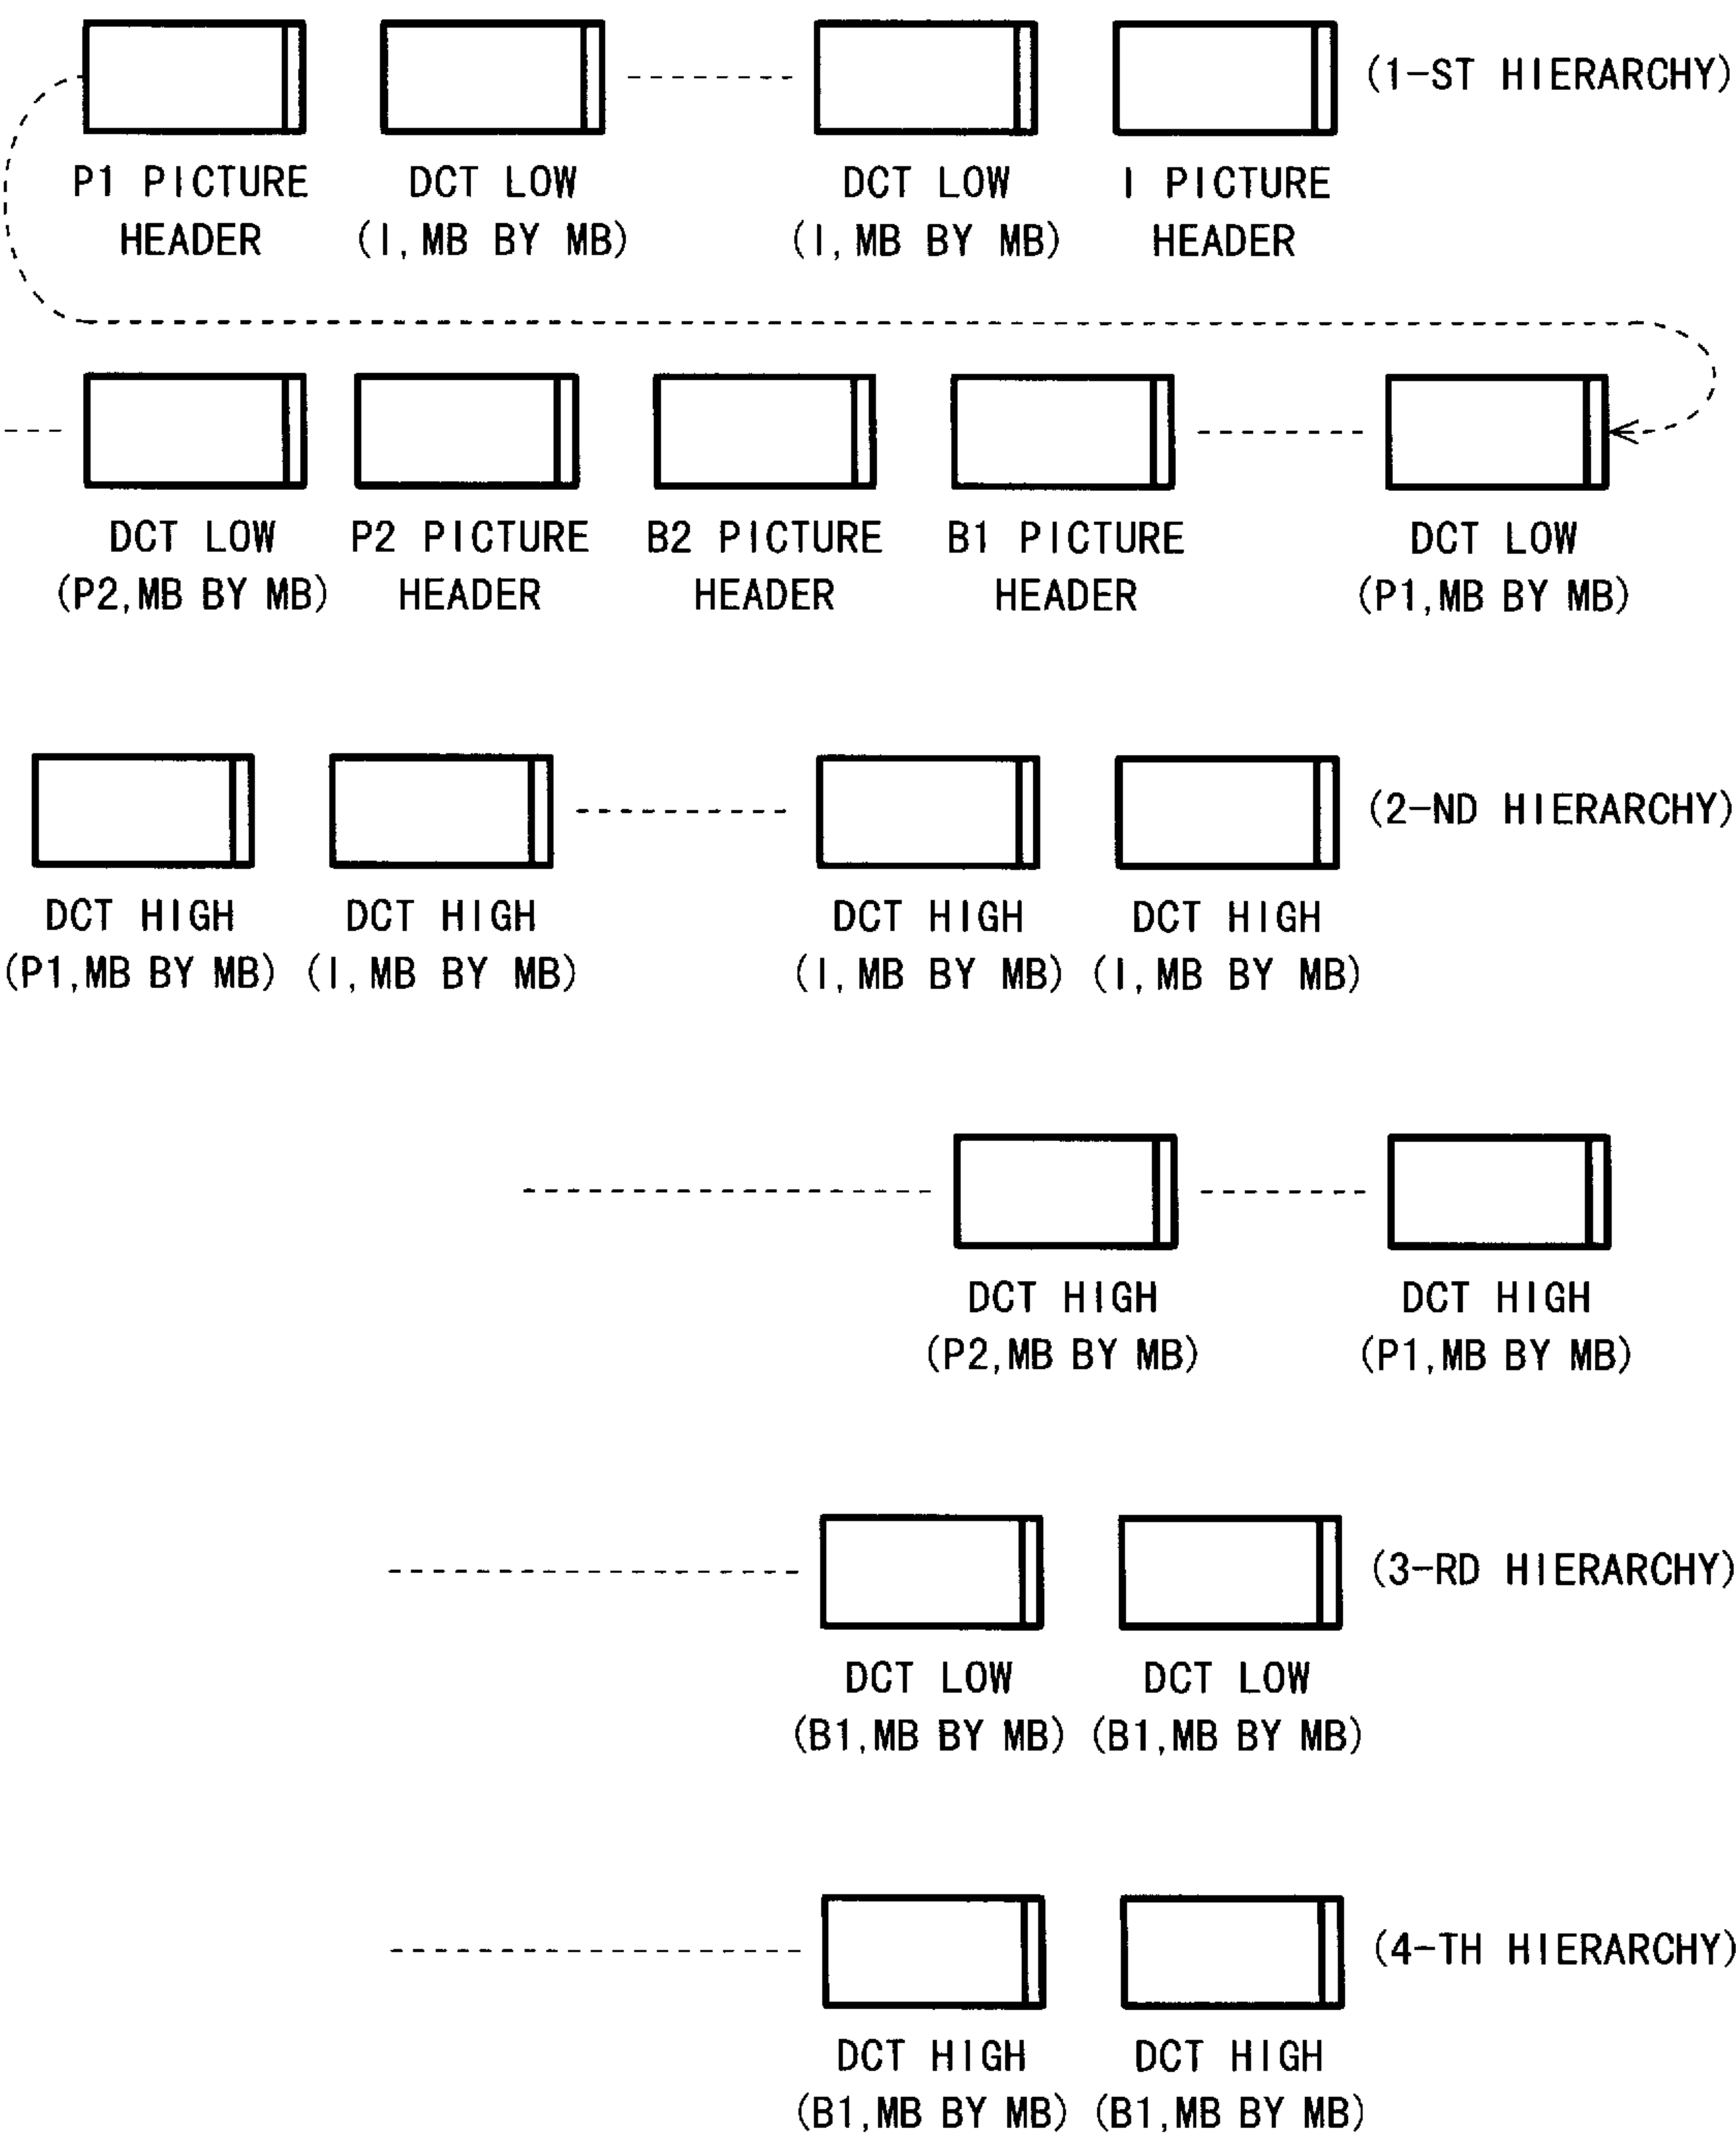 (1-ST HIERARCHY)
P1 PICTURE HEADER
DCT LOW (I,MB BY MB)
DCT LOW (I,MB BY MB)
I PICTURE HEADER
DCT LOW (P2,MB BY MB)
P2 PICTURE HEADER
B2 PICTURE HEADER
B1 PICTURE HEADER
DCT LOW (P1,MB BY MB)
(2-ND HIERARCHY)
DCT HIGH (P1,MB BY MB)
DCT HIGH (I,MB BY MB)
DCT HIGH (I,MB BY MB)
DCT HIGH (I,MB BY MB)
DCT HIGH (P2,MB BY MB)
DCT HIGH (P1,MB BY MB)
(3-RD HIERARCHY)
DCT LOW (B1,MB BY MB)
DCT LOW (B1,MB BY MB)
(4-TH HIERARCHY)
DCT HIGH (B1,MB BY MB)
DCT HIGH (B1,MB BY MB)